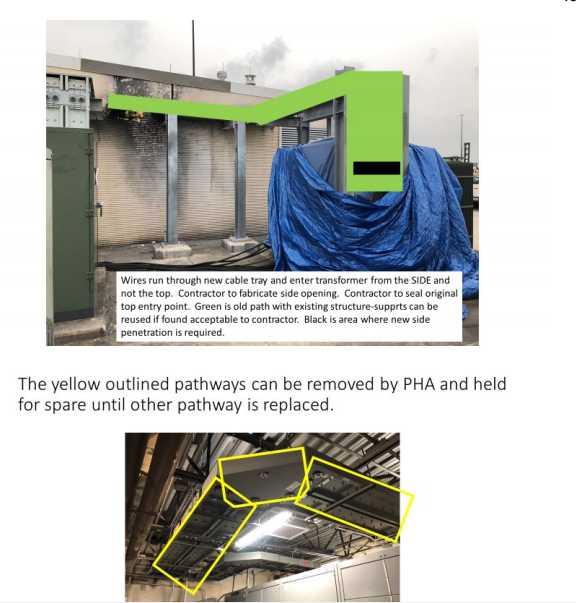 Wires run through new cable tray and enter transformer from the SIDE and
not the top.  Contractor to fabricate side opening.  Contractor to seal original
top entry point.  Green is old path with existing structure-supprts can be
reused if found acceptable to contractor.  Black is area where new side
penetration is required.
The yellow outlined pathways can be removed by PHA and held
for spare until other pathway is replaced.